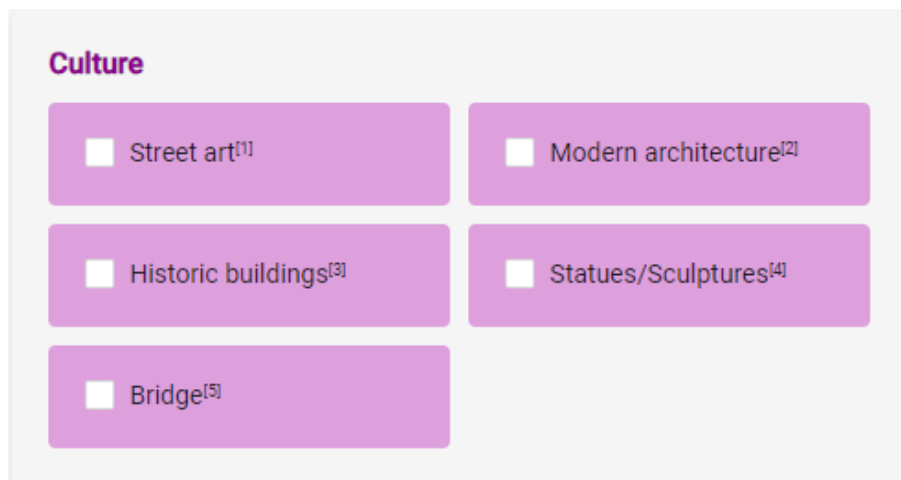 Culture
Street art[1]
Modern architecture[2]
Historic buildings[3]
Statues/Sculptures[4]
Bridge[5]